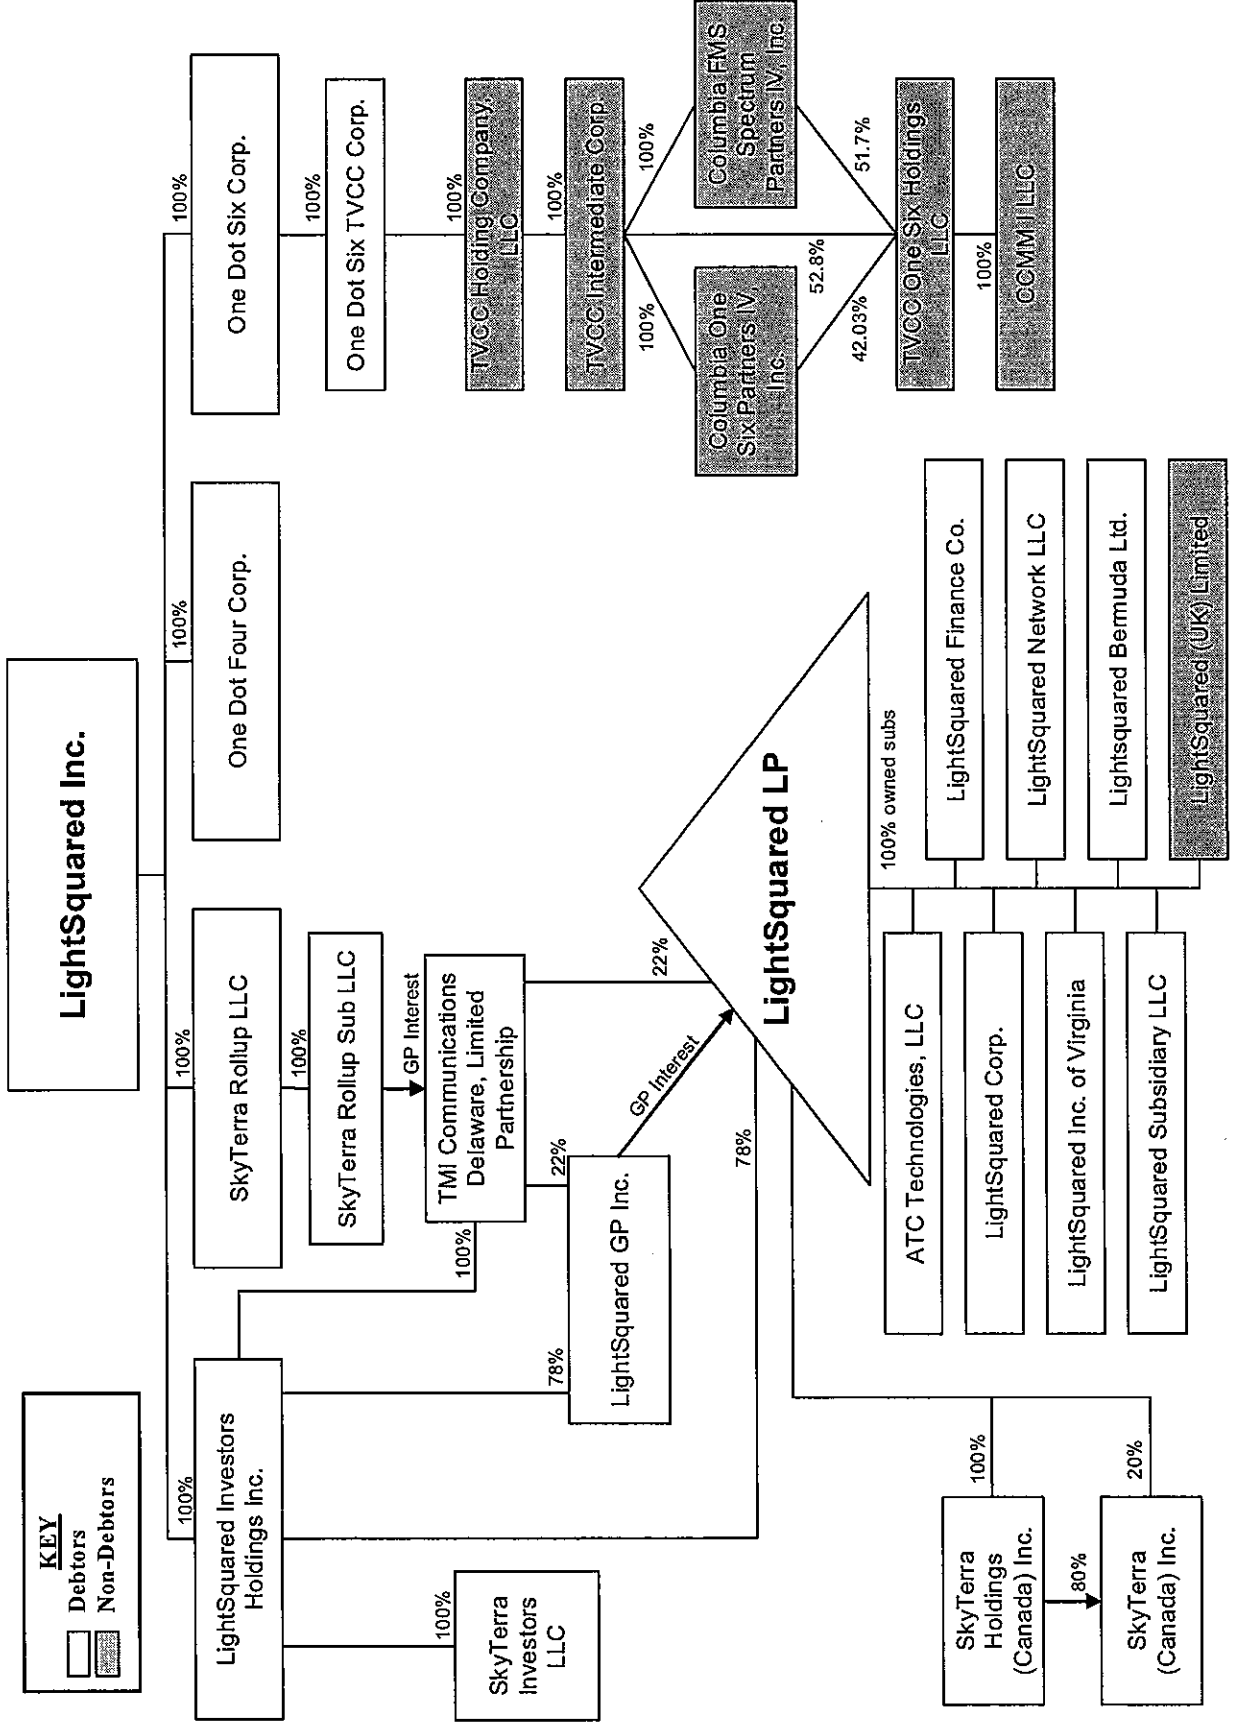 LightSquared Inc.
KEY
Debtors
Non-Debtors
100%
100%
100%
100%
LightSquared Investors
Holdings Inc.
SkyTerra Rollup LLC
One Dot Four Corp.
One Dot Six Corp.
100%
100%
SkyTerra Rollup Sub LLC
One Dot Six TVCC Corp.
GP Interest
100%
100%
TMI Communications
Delaware, Limited
Partnership
TVCC Holding Company,
LLC
100%
SkyTerra
Investors
LLC
100%
TVCC Intermediate Corp.
78%
22%
LightSquared GP Inc.
GP Interest
22%
100%
100%
Columbia One
Six Partners IV,
Inc.
Columbia FMS
Spectrum
Partners IV, Inc.
78%
LightSquared LP
52.8%
42.03%
51.7%
TVCC One Six Holdings
LLC
100% owned subs
100%
CCMM I LLC
ATC Technologies, LLC
LightSquared Finance Co.
100%
SkyTerra
Holdings
(Canada) Inc.
LightSquared Corp.
LightSquared Network LLC
80%
LightSquared Inc. of Virginia
Lightsquared Bermuda Ltd.
20%
SkyTerra
(Canada) Inc.
LightSquared Subsidiary LLC
LightSquared (UK) Limited